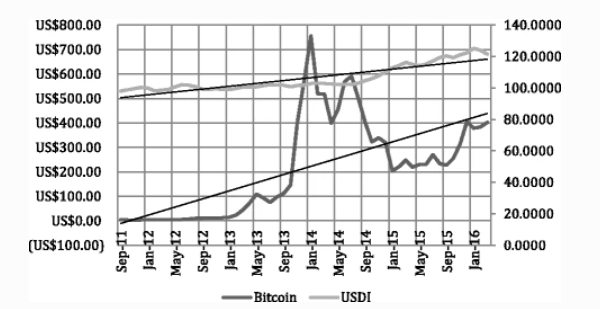 US$800.00 140.0000
US$700.00 120.0000
US$600.00 100.0000
US$500.00 80.0000
US$400.00 60.0000
US$300.00 40.0000
US$200.00 20.0000
US$100.00 0.0000
US$0.00
(US$100.00)
Sep-11 Jan-12 May-12 Sep-12 Jan-13 May-13 Sep-13 Jan-14 May-14 Sep-14 Jan-15 May-15 Sep-15 Jan-16
Bitcoin USDI